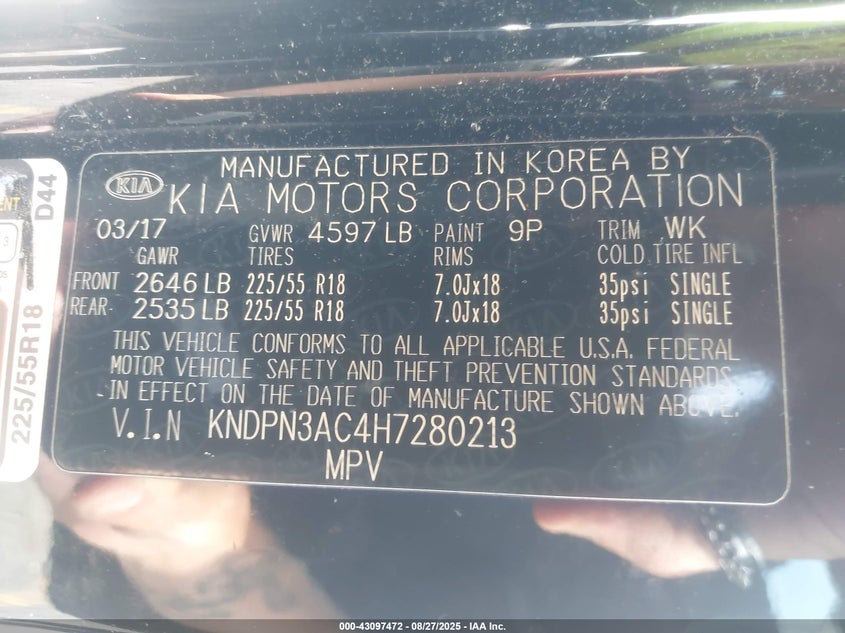 MANUFACTURED IN KOREA BY
KIA KIA MOTORS CORPORATION
03/17 GVWR 4597 LB PAINT 9P TRIM WK
GAWR TIRES RIMS COLD TIRE INFL
FRONT 2646 LB 225/55 R18 7.0Jx18 35psi SINGLE
REAR 2535 LB 225/55 R18 7.0Jx18 35psi SINGLE
THIS VEHICLE CONFORMS TO ALL APPLICABLE U.S.A. FEDERAL
MOTOR VEHICLE SAFETY AND THEFT PREVENTION STANDARDS
IN EFFECT ON THE DATE OF MANUFACTURE SHOWN ABOVE.
V.I.N KNDPN3AC4H7280213
MPV
225/55R18 D44
000-43097472 - 08/27/2025 - IAA Inc.